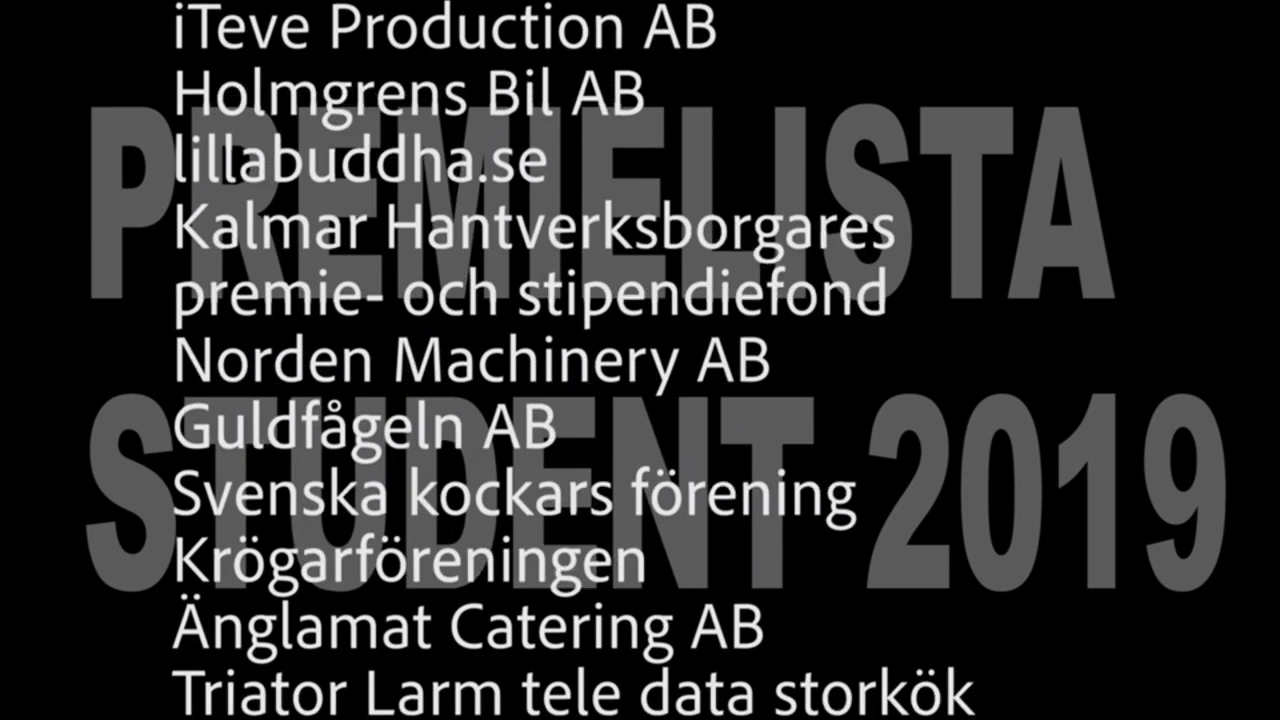 iTeve Production AB
Holmgrens Bil AB
lillabuddha.se
Kalmar Hantverksborgares
premie- och stipendiefond
Norden Machinery AB
Guldfågeln AB
Svenska kockars förening
Krögarföreningen
Änglamat Catering AB
Triator Larm tele data storkök
PREMIELISTA
STUDENT 2019